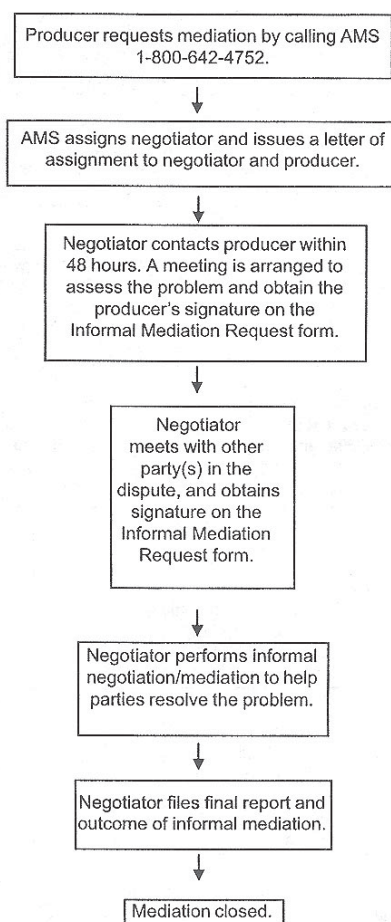 Producer requests mediation by calling AMS
1-800-642-4752.
AMS assigns negotiator and issues a letter of
assignment to negotiator and producer.
Negotiator contacts producer within
48 hours. A meeting is arranged to
assess the problem and obtain the
producer's signature on the
Informal Mediation Request form.
Negotiator
meets with other
party(s) in the
dispute, and obtains
signature on the
Informal Mediation
Request form.
Negotiator performs informal
negotiation/mediation to help
parties resolve the problem.
Negotiator files final report and
outcome of informal mediation.
Mediation closed.